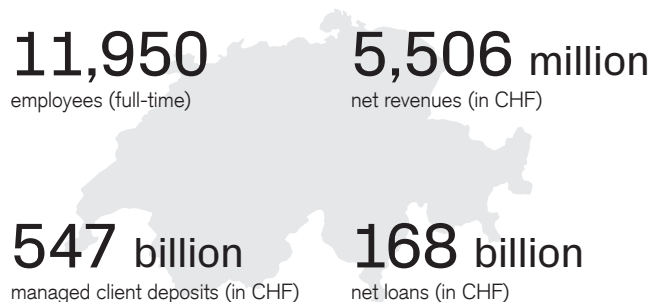 11,950
employees (full-time)
5,506 million
net revenues (in CHF)
547 billion
managed client deposits (in CHF)
168 billion
net loans (in CHF)